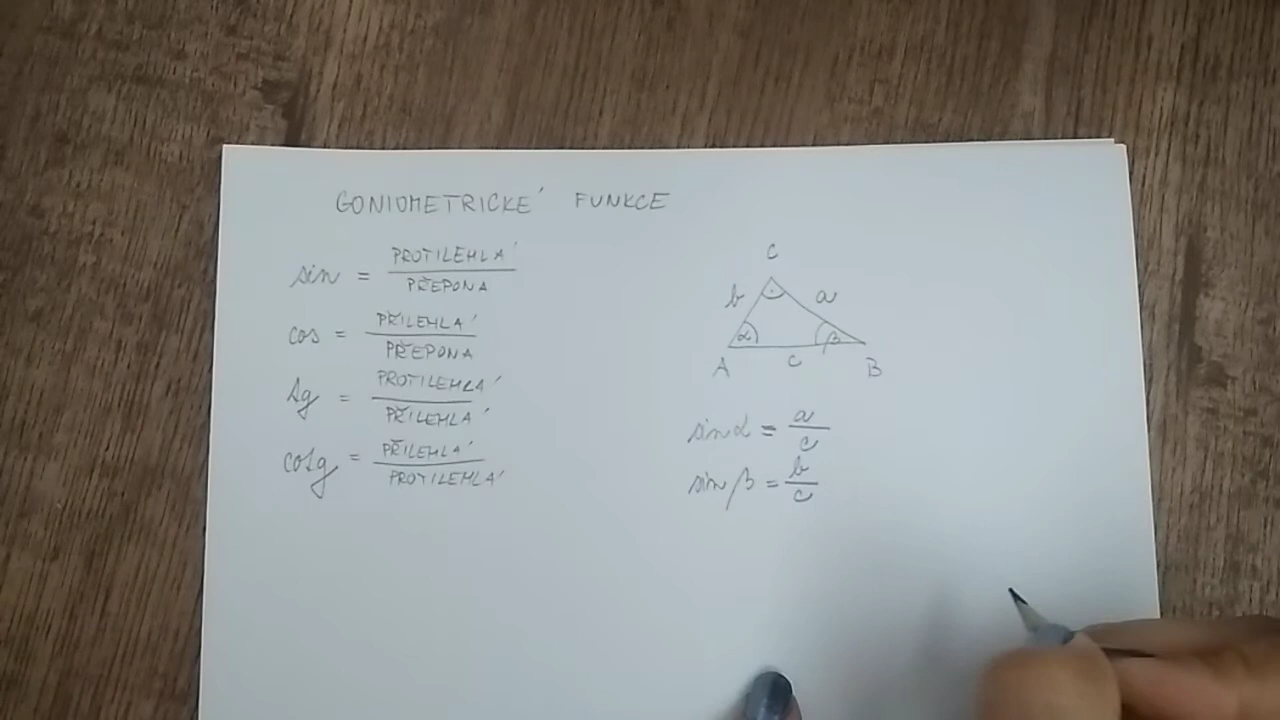 GONIOMETRICKÉ FUNKCE
sin = PROTILEHLÁ / PŘEPONA
cos = PŘILEHLÁ / PŘEPONA
tg = PROTILEHLÁ / PŘILEHLÁ
cotg = PŘILEHLÁ / PROTILEHLÁ
C
b a
α β
A c B
sin α = a / c
sin β = b / c